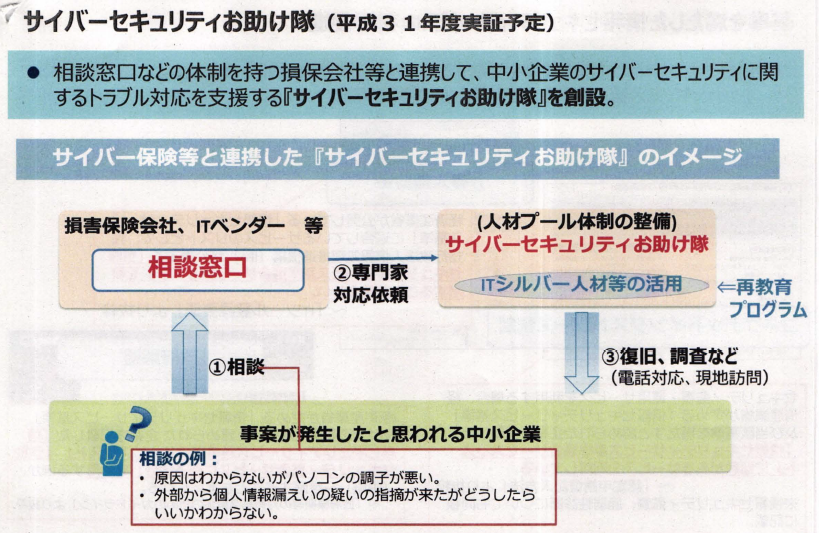 サイバーセキュリティお助け隊（平成３１年度実証予定）
● 相談窓口などの体制を持つ損保会社等と連携して、中小企業のサイバーセキュリティに関
するトラブル対応を支援する『サイバーセキュリティお助け隊』を創設。
サイバー保険等と連携した『サイバーセキュリティお助け隊』のイメージ
損害保険会社、ITベンダー　等
相談窓口
②専門家
対応依頼
(人材プール体制の整備)
サイバーセキュリティお助け隊
ITシルバー人材等の活用
⇐再教育
プログラム
①相談
③復旧、調査など
（電話対応、現地訪問）
?
事案が発生したと思われる中小企業
相談の例：
・ 原因はわからないがパソコンの調子が悪い。
・ 外部から個人情報漏えいの疑いの指摘が来たがどうしたら
いいかわからない。